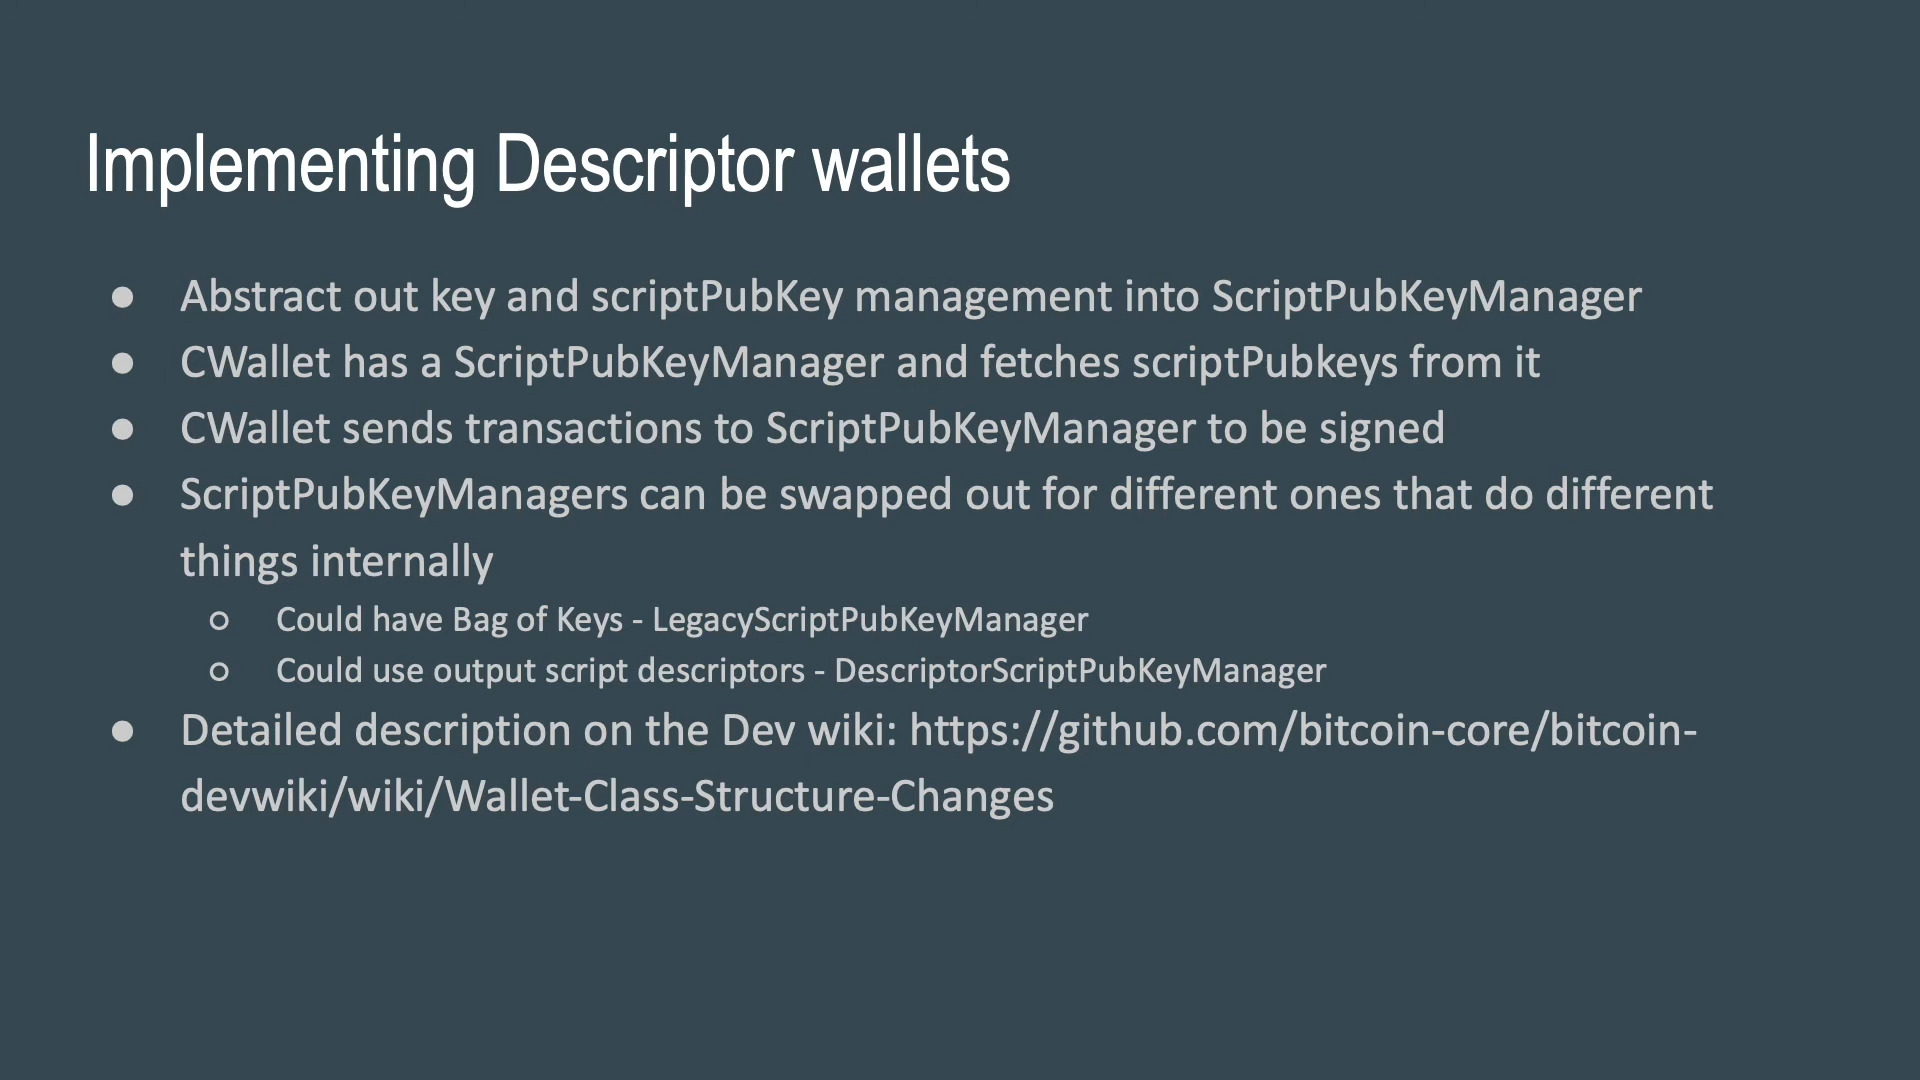 Implementing Descriptor wallets
● Abstract out key and scriptPubKey management into ScriptPubKeyManager
● CWallet has a ScriptPubKeyManager and fetches scriptPubkeys from it
● CWallet sends transactions to ScriptPubKeyManager to be signed
● ScriptPubKeyManagers can be swapped out for different ones that do different
things internally
○ Could have Bag of Keys - LegacyScriptPubKeyManager
○ Could use output script descriptors - DescriptorScriptPubKeyManager
● Detailed description on the Dev wiki: https://github.com/bitcoin-core/bitcoin-
devwiki/wiki/Wallet-Class-Structure-Changes